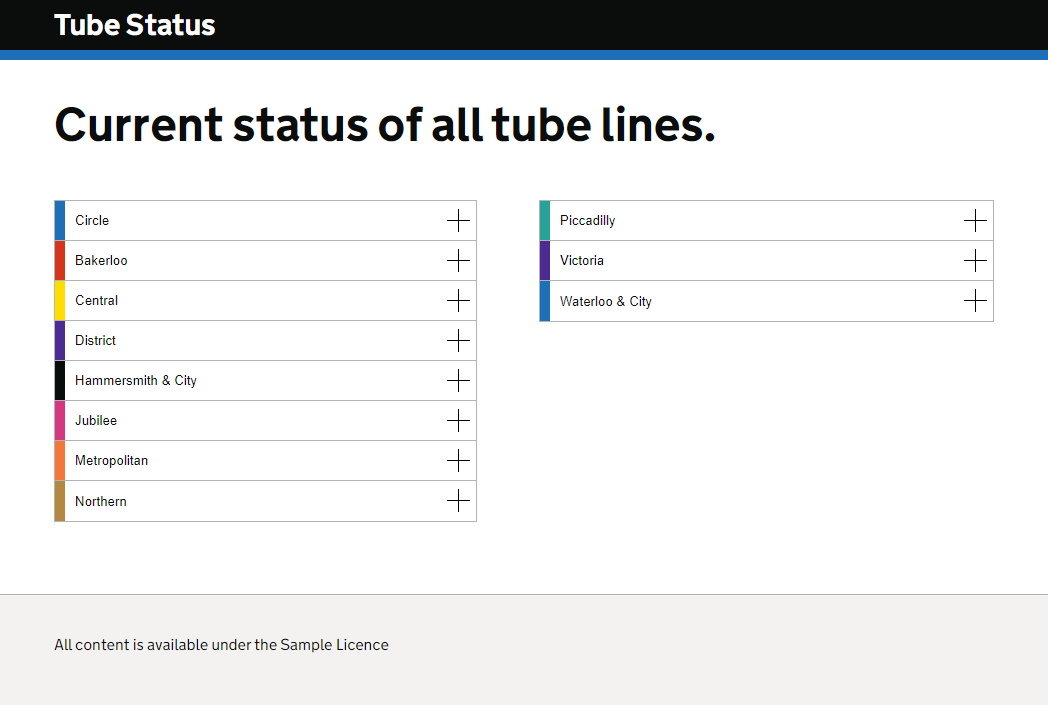 Tube Status
Current status of all tube lines.
Circle
Bakerloo
Central
District
Hammersmith & City
Jubilee
Metropolitan
Northern
Piccadilly
Victoria
Waterloo & City
All content is available under the Sample Licence